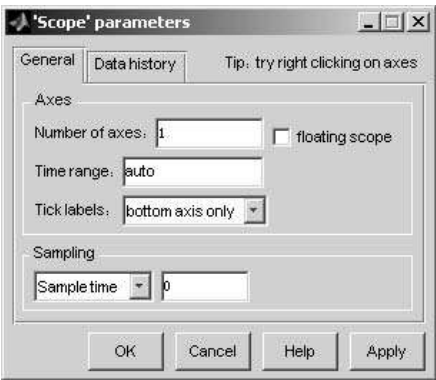 'Scope' parameters
General Data history Tip: try right clicking on axes
Axes
Number of axes: 1 floating scope
Time range: auto
Tick labels: bottom axis only
Sampling
Sample time 0
OK Cancel Help Apply